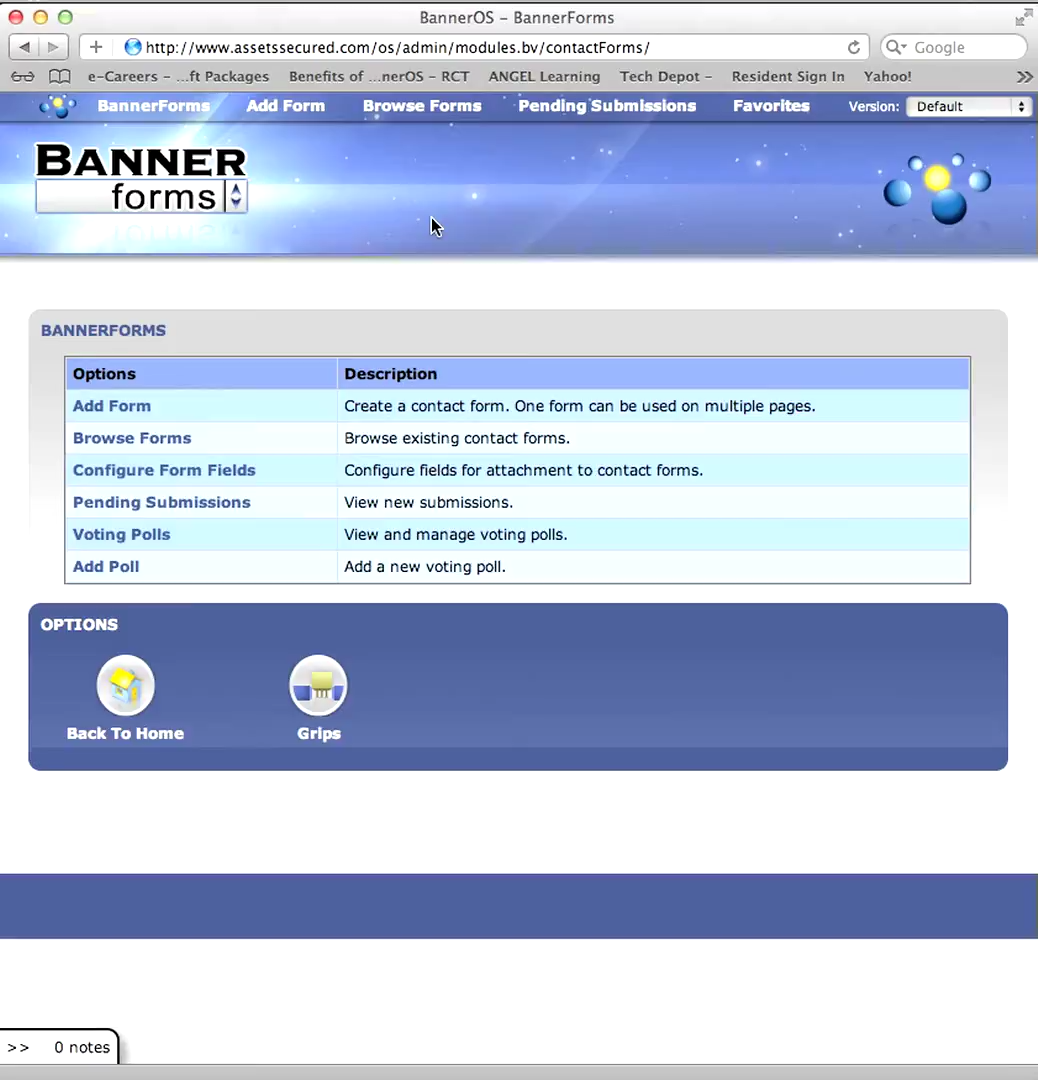 BannerOS – BannerForms
http://www.assetssecured.com/os/admin/modules.bv/contactForms/
Google
e-Careers – ...ft Packages Benefits of ...nerOS – RCT ANGEL Learning Tech Depot – Resident Sign In Yahoo! >>
BannerForms Add Form Browse Forms Pending Submissions Favorites Version: Default
BANNER
forms
BANNERFORMS
Options Description
Add Form Create a contact form. One form can be used on multiple pages.
Browse Forms Browse existing contact forms.
Configure Form Fields Configure fields for attachment to contact forms.
Pending Submissions View new submissions.
Voting Polls View and manage voting polls.
Add Poll Add a new voting poll.
OPTIONS
Back To Home Grips
>> 0 notes